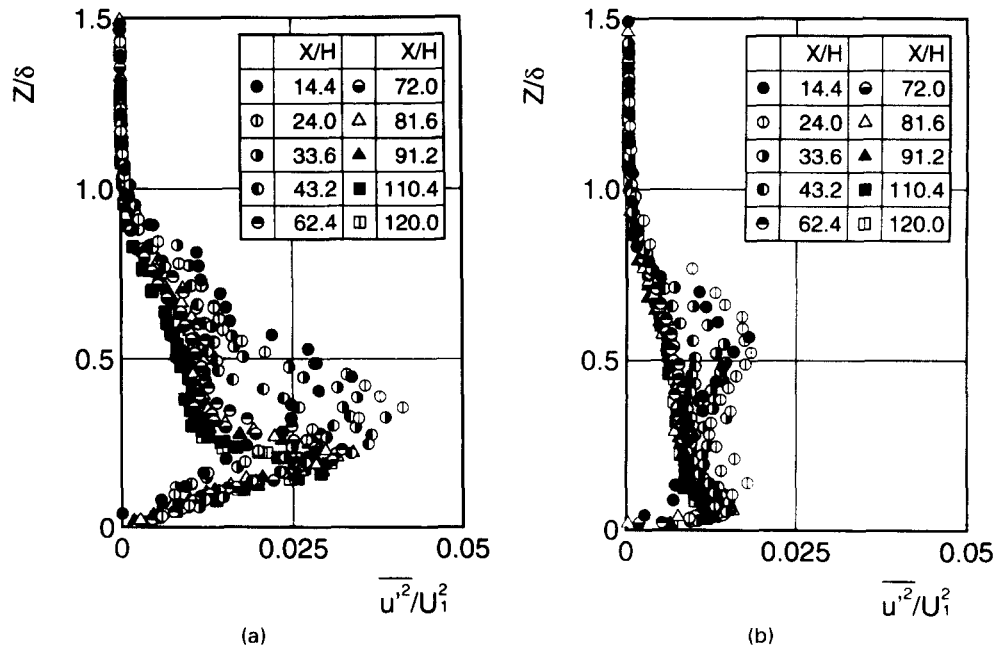 1.5
Z/δ
1.0
0.5
0
X/H X/H
● 14.4 ◒ 72.0
⦶ 24.0 △ 81.6
◑ 33.6 ▲ 91.2
◐ 43.2 ■ 110.4
◓ 62.4 ◫ 120.0
0 0.025 0.05
u'²/U₁²
(a)
1.5
Z/δ
1.0
0.5
0
X/H X/H
● 14.4 ◒ 72.0
⦶ 24.0 △ 81.6
◑ 33.6 ▲ 91.2
◐ 43.2 ■ 110.4
◓ 62.4 ◫ 120.0
0 0.025 0.05
u'²/U₁²
(b)